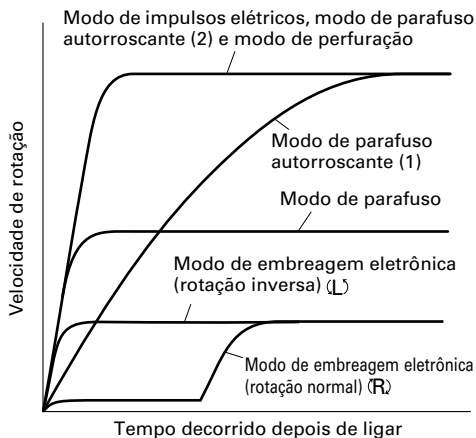 Modo de impulsos elétricos, modo de parafuso
autorroscante (2) e modo de perfuração
Velocidade de rotação
Modo de parafuso
autorroscante (1)
Modo de parafuso
Modo de embreagem eletrônica
(rotação inversa) (L)
Modo de embreagem eletrônica
(rotação normal) (R)
Tempo decorrido depois de ligar